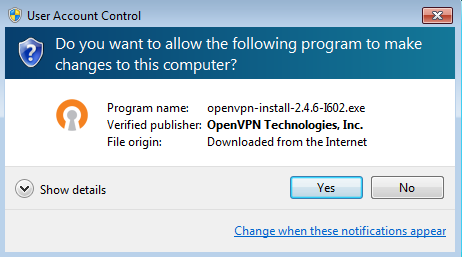 User Account Control
Do you want to allow the following program to make
changes to this computer?
Program name: openvpn-install-2.4.6-I602.exe
Verified publisher: OpenVPN Technologies, Inc.
File origin: Downloaded from the Internet
Show details
Yes
No
Change when these notifications appear